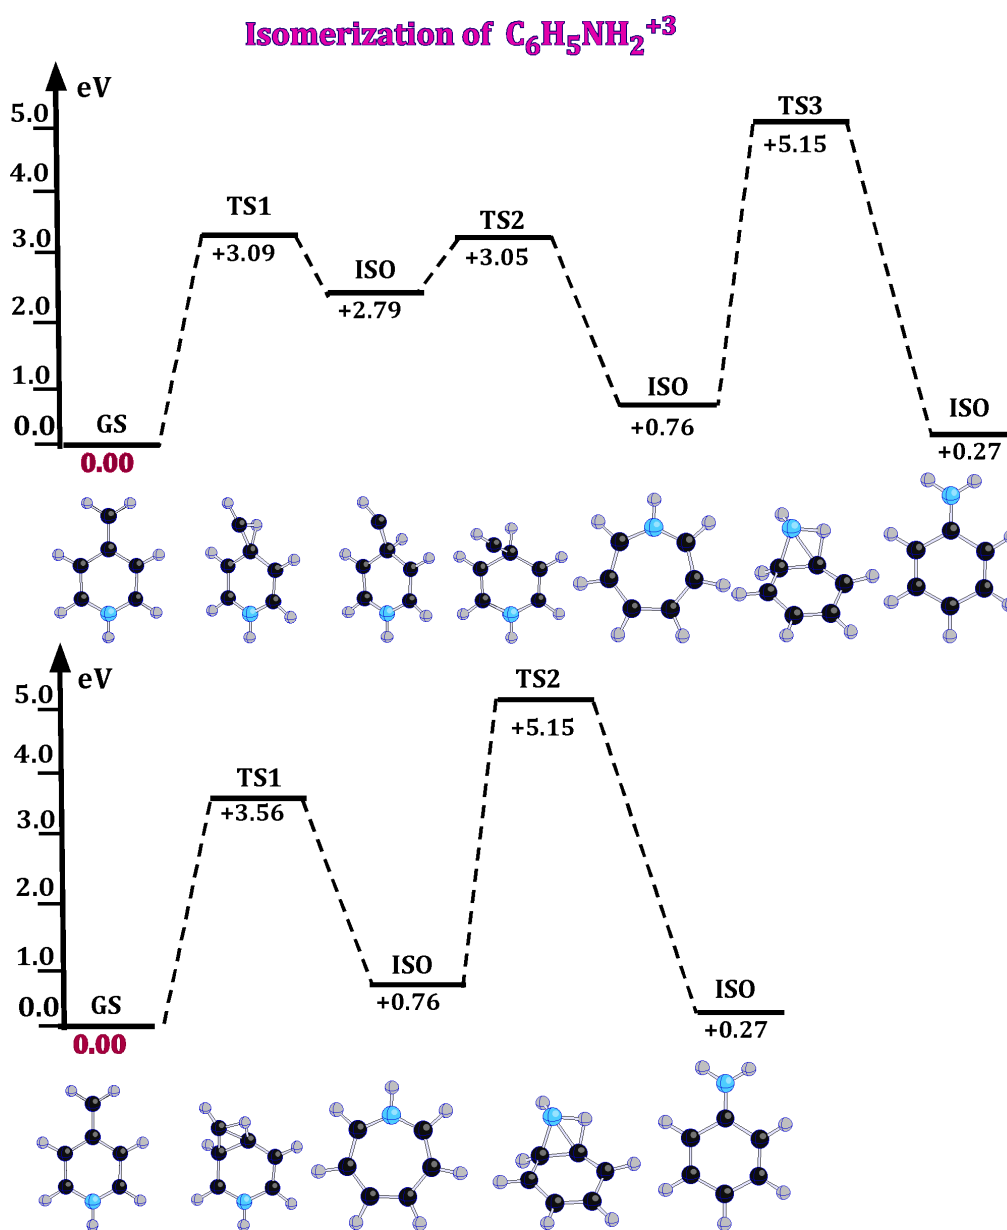 Isomerization of C₆H₅NH₂⁺³
eV
5.0
4.0
3.0
2.0
1.0
0.0
GS
0.00
TS1
+3.09
ISO
+2.79
TS2
+3.05
ISO
+0.76
TS3
+5.15
ISO
+0.27
eV
5.0
4.0
3.0
2.0
1.0
0.0
GS
0.00
TS1
+3.56
ISO
+0.76
TS2
+5.15
ISO
+0.27